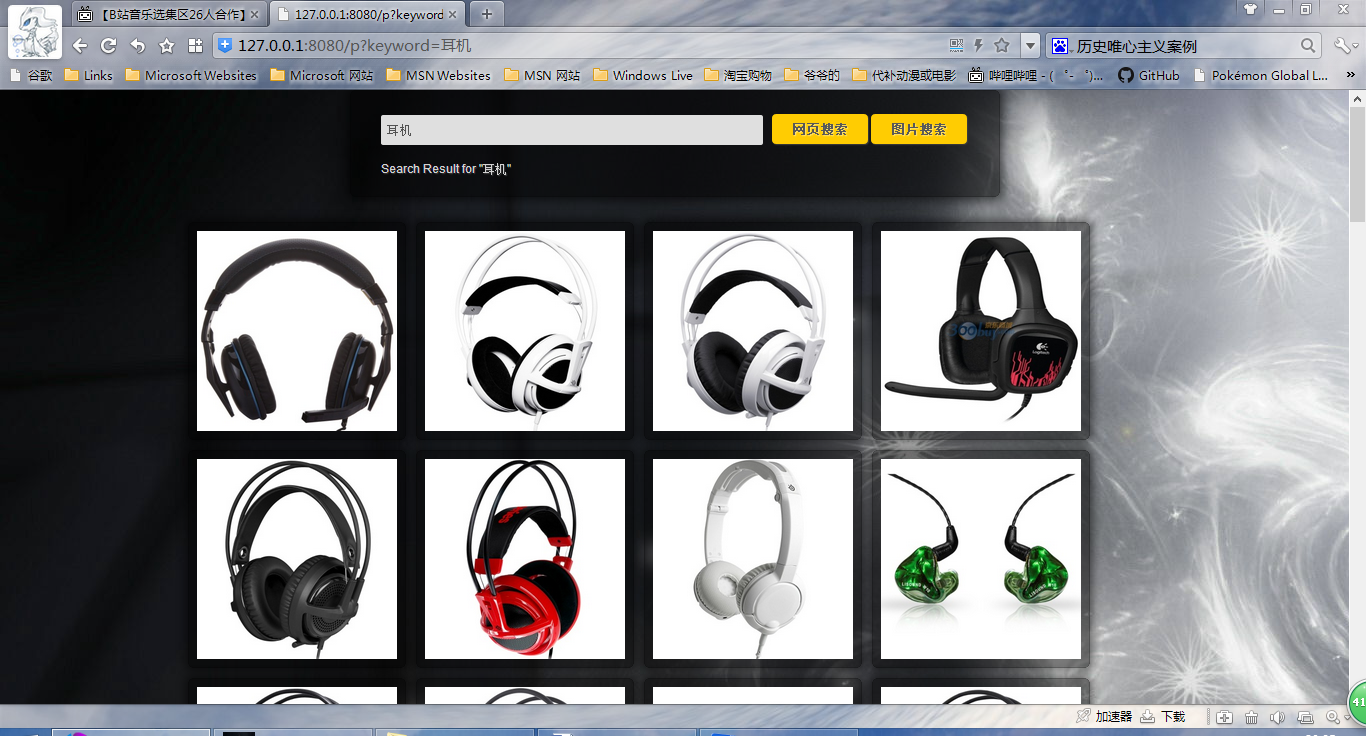 【B站音乐选集区26人合作】
127.0.0.1:8080/p?keyword
127.0.0.1:8080/p?keyword=耳机
历史唯心主义案例
谷歌 Links Microsoft Websites Microsoft 网站 MSN Websites MSN 网站 Windows Live 淘宝购物 爷爷的 代补动漫或电影 哔哩哔哩 - ( ゜- ゜)... GitHub Pokémon Global L... »
耳机
网页搜索
图片搜索
Search Result for "耳机"
Logitech
加速器
下载
41